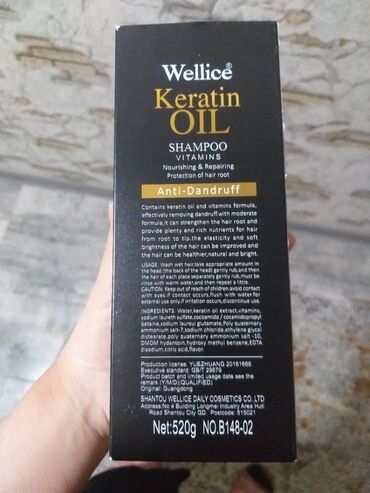 Wellice®
Keratin
OIL
SHAMPOO
VITAMINS
Nourishing & Repairing
Protection of hair root
Anti-Dandruff
Contains keratin oil and vitamins formula,
effectively removing dandruff.with moderate
formula,it can strengthen the hair root and
provide plenty and rich nutrients for hair
from root to tip.the elasticity and soft
brightness of the hair can be improved and
the hair can be healthier,natural and bright.
USAGE: Wash wet hair,take appropriate amount in
the head (the back of the head) gently rub,and then
the hair of each place separately gently rub,must be
rinse with warm water,and then repeat a little.
CAUTION: Keep out of reach of children,avoid contact
with eyes.if contact occurs,flush with water.for
external use only.if irritation occurs,discontinue use.
INGREDIENTS: Water,keratin oil extract,vitamins,
sodium laureth sulfate,cocoamido / cocamidopropyl
betaine,sodium lauroyl glutamate,Poly quaternary
ammonium salt-7,sodium chloride,ethylene glycol
distearate,poly quaternary ammonium salt -10,
DMDM hydantoin,hydroxy methyl benzene,EDTA
disodium,citric acid,flavor.
Production license: YUEZHUANG 20161666
Executive standard: GB/T 29679
Product batch and limited usage date see the
mark (Y/M/D)(QUALIFIED)
Original: Guangdong
SHANTOU WELLICE DAILY COSMETICS CO.,LTD
Address:No 4 Building Longmei Industry Area Huli
Road Shantou City GD. Postcode: 515021
Net:520g NO.B148-02